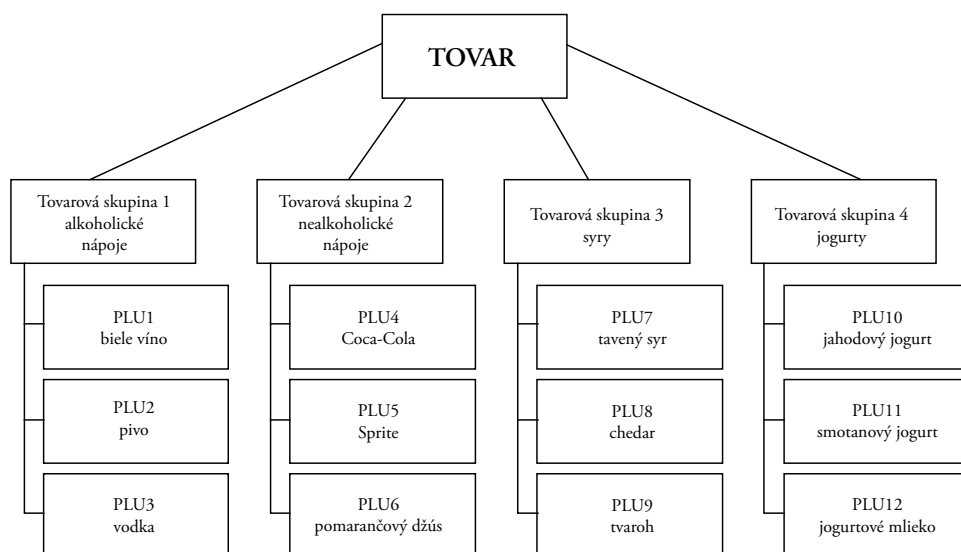 TOVAR
Tovarová skupina 1
alkoholické
nápoje
Tovarová skupina 2
nealkoholické
nápoje
Tovarová skupina 3
syry
Tovarová skupina 4
jogurty
PLU1
biele víno
PLU4
Coca-Cola
PLU7
tavený syr
PLU10
jahodový jogurt
PLU2
pivo
PLU5
Sprite
PLU8
chedar
PLU11
smotanový jogurt
PLU3
vodka
PLU6
pomarančový džús
PLU9
tvaroh
PLU12
jogurtové mlieko